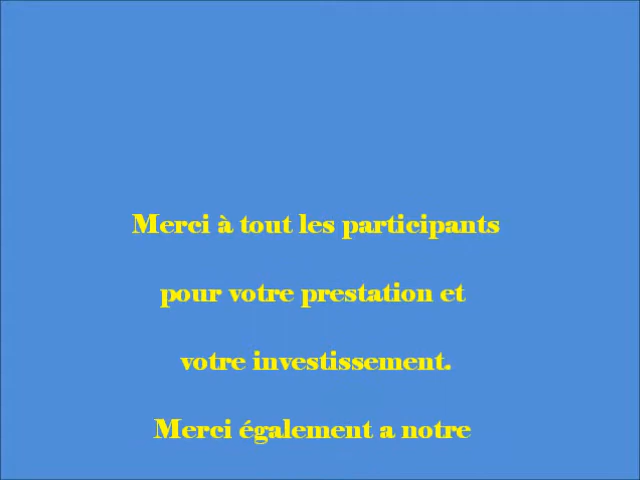 Merci à tout les participants
pour votre prestation et
votre investissement.
Merci également a notre